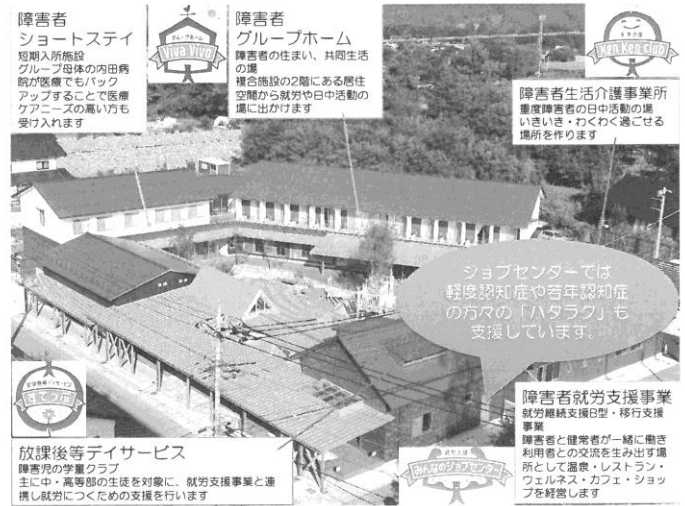 障害者
ショートステイ
短期入所施設
グループ母体の内田病
院が医療でもバック
アップすることで医療
ケアニーズの高い方も
受け入れます
グループホーム
Viva Vivo
障害者
グループホーム
障害者の住まい、共同生活
の場
複合施設の2階にある居住
空間から就労や日中活動の
場に出かけます
Ken Ken Club
障害者生活介護事業所
重度障害者の日中活動の場
いきいき・わくわく過ごせる
場所を作ります
ジョブセンターでは
軽度認知症や若年認知症
の方々の「ハタラク」も
支援しています。
放課後等デイサービス
障害児の学童クラブ
主に中・高等部の生徒を対象に、就労支援事業と連
携し就労につくための支援を行います
みんなのジョブセンター
障害者就労支援事業
就労継続支援B型・移行支援
事業
障害者と健常者が一緒に働き
利用者との交流を生み出す場
所として温泉・レストラン・
ウェルネス・カフェ・ショッ
プを経営します